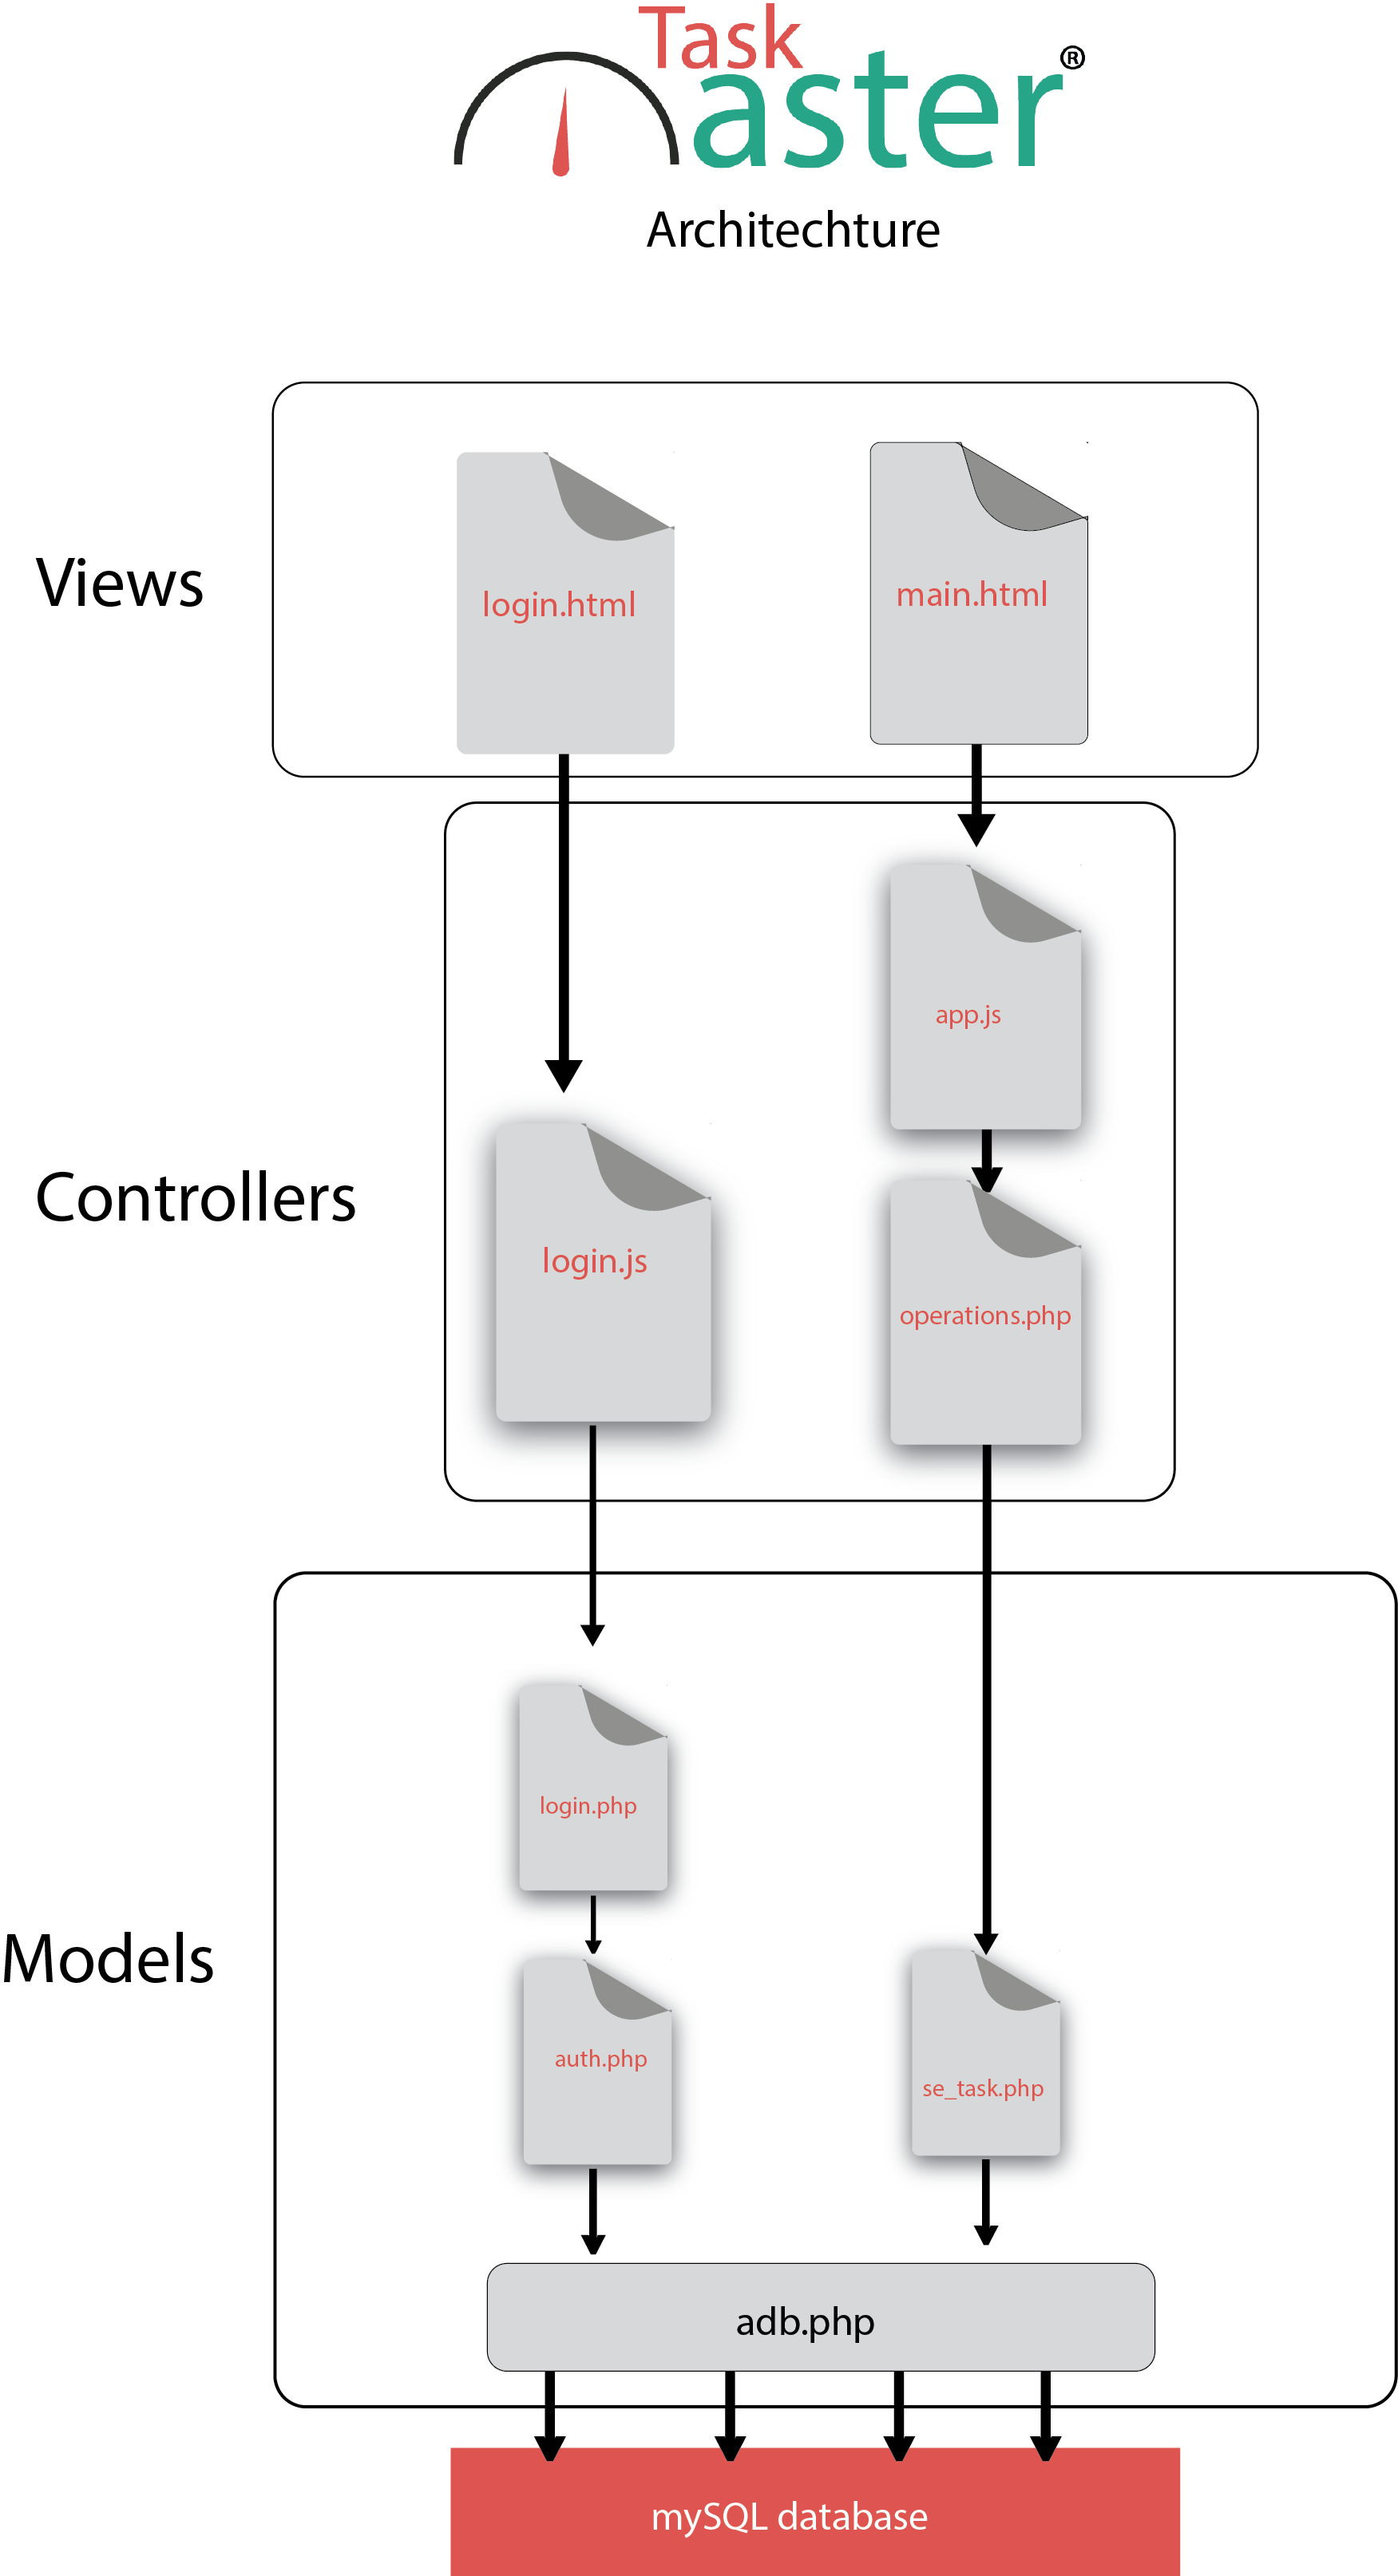 Task
aster®
Architechture
Views
login.html
main.html
app.js
Controllers
login.js
operations.php
login.php
Models
auth.php
se_task.php
adb.php
mySQL database